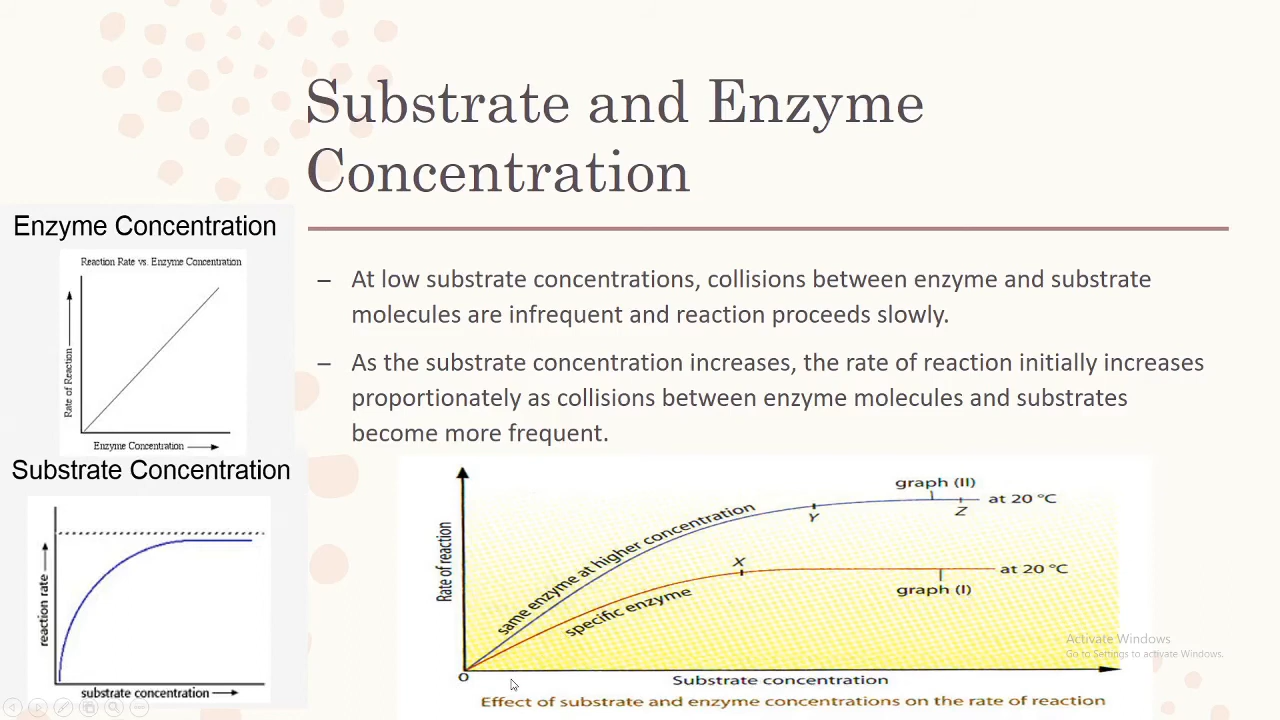 Substrate and Enzyme
Concentration
Enzyme Concentration
Reaction Rate vs. Enzyme Concentration
Rate of Reaction
Enzyme Concentration
Substrate Concentration
reaction rate
substrate concentration
– At low substrate concentrations, collisions between enzyme and substrate
molecules are infrequent and reaction proceeds slowly.
– As the substrate concentration increases, the rate of reaction initially increases
proportionately as collisions between enzyme molecules and substrates
become more frequent.
Rate of reaction
graph (II)
at 20 °C
Y
Z
same enzyme at higher concentration
X
at 20 °C
specific enzyme
graph (I)
O
Substrate concentration
Effect of substrate and enzyme concentrations on the rate of reaction
Activate Windows
Go to Settings to activate Windows.